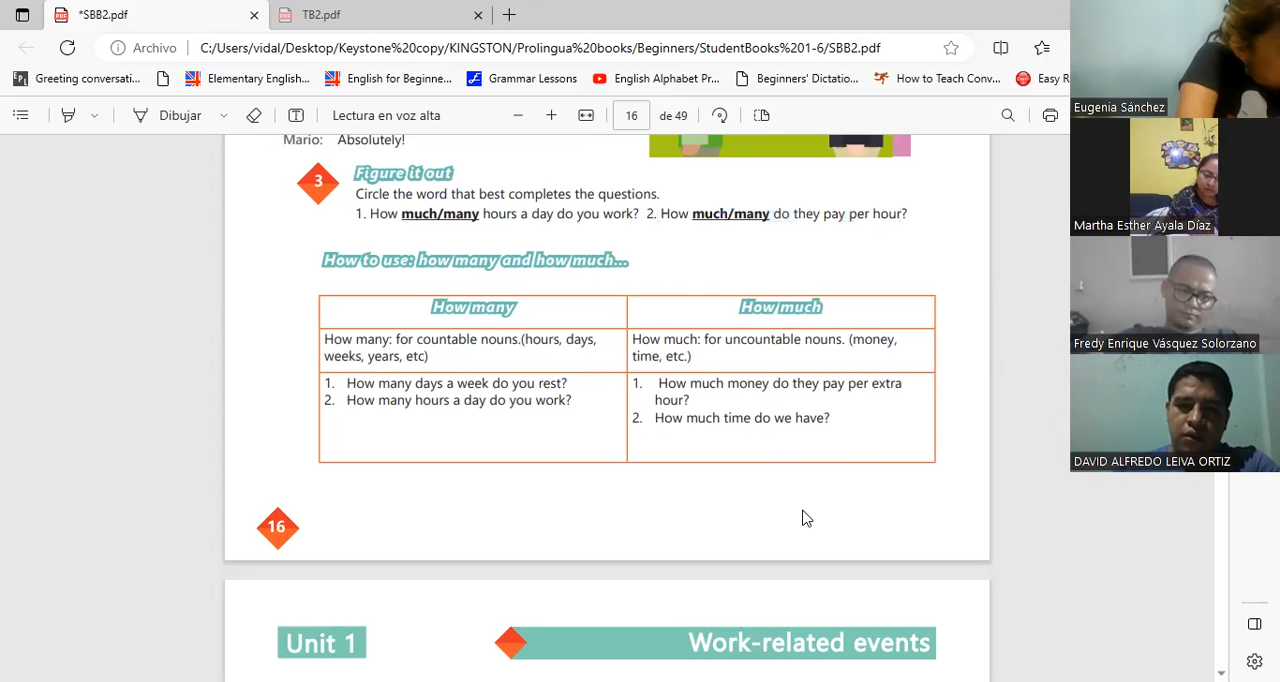 *SBB2.pdf
TB2.pdf
Archivo
C:/Users/vidal/Desktop/Keystone%20copy/KINGSTON/Prolingua%20books/Beginners/StudentBooks%201-6/SBB2.pdf
Greeting conversati...
Elementary English...
English for Beginne...
Grammar Lessons
English Alphabet Pr...
Beginners' Dictatio...
How to Teach Conv...
Easy R
Dibujar
Lectura en voz alta
16
de 49
Mario: Absolutely!
3
Figure it out
Circle the word that best completes the questions.
1. How much/many hours a day do you work? 2. How much/many do they pay per hour?
How to use: how many and how much...
How many
How many: for countable nouns.(hours, days,
weeks, years, etc)
1. How many days a week do you rest?
2. How many hours a day do you work?
How much
How much: for uncountable nouns. (money,
time, etc.)
1. How much money do they pay per extra
hour?
2. How much time do we have?
16
Unit 1
Work-related events
Eugenia Sánchez
Martha Esther Ayala Díaz
Fredy Enrique Vásquez Solorzano
DAVID ALFREDO LEIVA ORTIZ